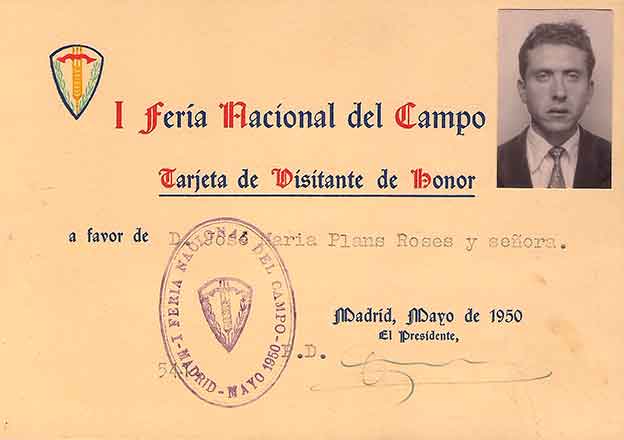 I Feria Nacional del Campo
Tarjeta de Visitante de Honor
a favor de D. José Maria Plans Roses y señora.
I FERIA NACIONAL DEL CAMPO
MADRID - MAYO 1950
Madrid, Mayo de 1950
El Presidente,